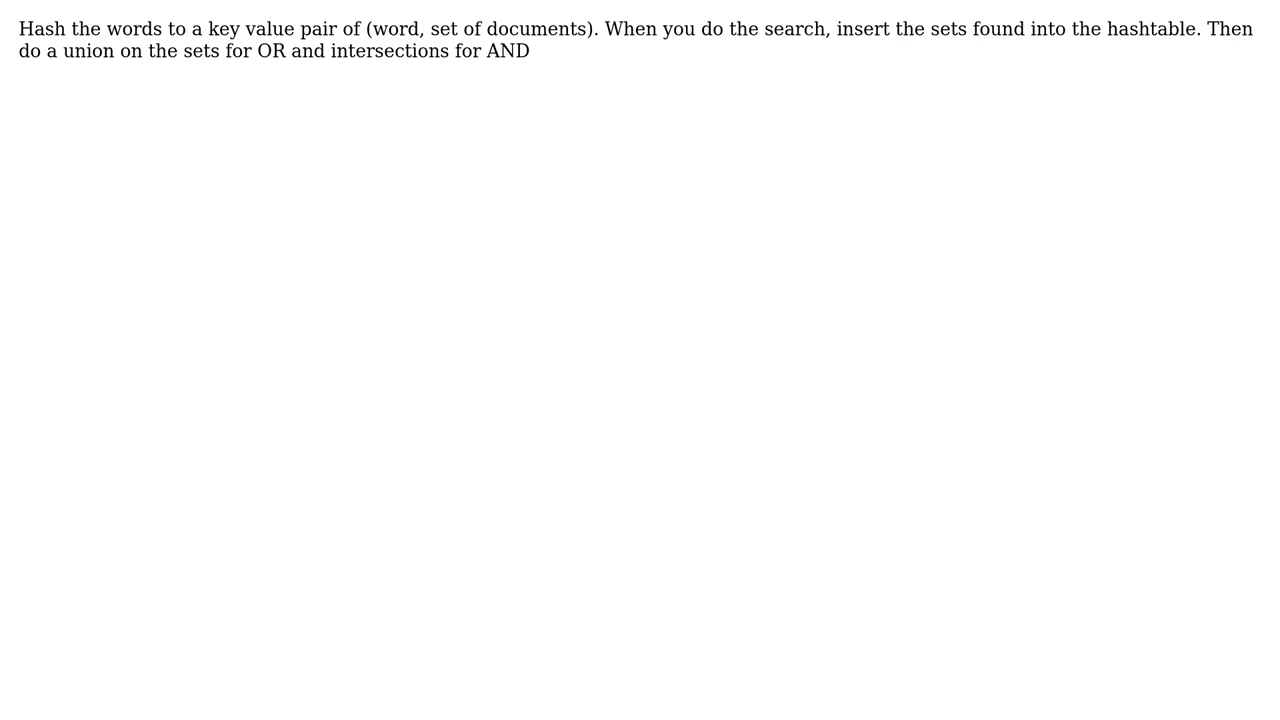 Hash the words to a key value pair of (word, set of documents). When you do the search, insert the sets found into the hashtable. Then
do a union on the sets for OR and intersections for AND